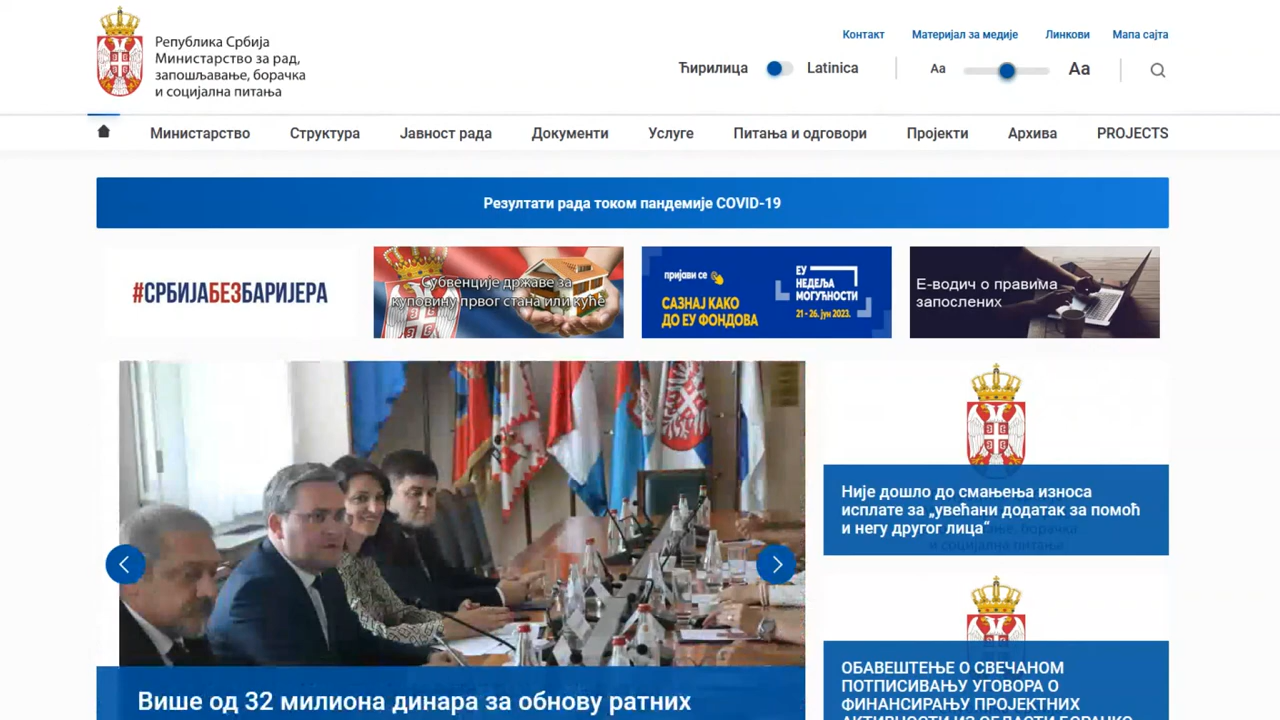 Република Србија
Министарство за рад,
запошљавање, борачка
и социјална питања
Контакт
Материјал за медије
Линкови
Мапа сајта
Ћирилица
Latinica
Aa
Aa
Министарство
Структура
Јавност рада
Документи
Услуге
Питања и одговори
Пројекти
Архива
PROJECTS
Резултати рада током пандемије COVID-19
#СРБИЈАБЕЗБАРИЈЕРА
Субвенције државе за
куповину првог стана или куће
пријави се
САЗНАЈ КАКО
ДО ЕУ ФОНДОВА
ЕУ
НЕДЕЉА
МОГУЋНОСТИ
21 - 26. јун 2023.
Е-водич о правима
запослених
Није дошло до смањења износа
исплате за „увећани додатак за помоћ
и негу другог лица“
Више од 32 милиона динара за обнову ратних
ОБАВЕШТЕЊЕ О СВЕЧАНОМ
ПОТПИСИВАЊУ УГОВОРА О
ФИНАНСИРАЊУ ПРОЈЕКТНИХ
АКТИВНОСТИ ИЗ ОБЛАСТИ БОРАЧКО